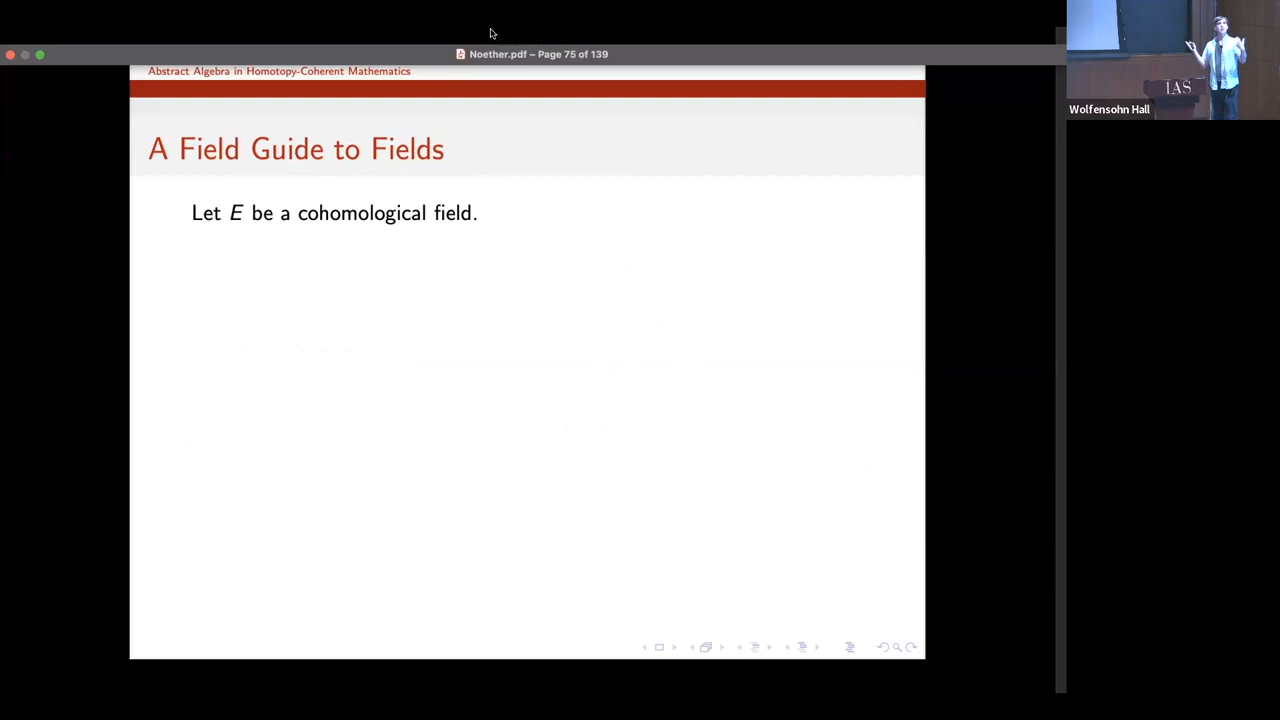 Noether.pdf – Page 75 of 139
Abstract Algebra in Homotopy-Coherent Mathematics
A Field Guide to Fields
Let E be a cohomological field.
IAS
Wolfensohn Hall